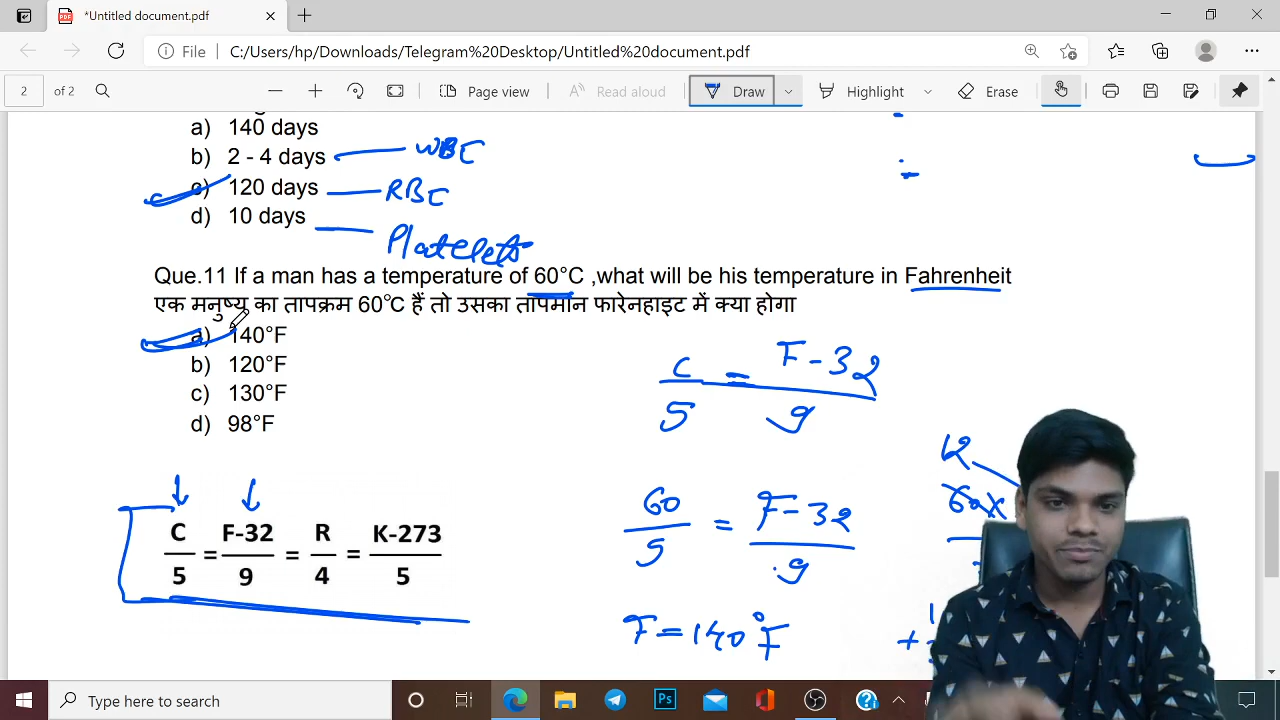 *Untitled document.pdf
File
C:/Users/hp/Downloads/Telegram%20Desktop/Untitled%20document.pdf
2 of 2
Page view
Read aloud
Draw
Highlight
Erase
a) 140 days
b) 2 - 4 days WBC
c) 120 days RBC
d) 10 days
Platelets
Que.11 If a man has a temperature of 60°C ,what will be his temperature in Fahrenheit
एक मनुष्य का तापक्रम 60°C हैं तो उसका तापमान फारेनहाइट में क्या होगा
a) 140°F
b) 120°F
c) 130°F
d) 98°F
C/5 = F-32/9
C/5 = F-32/9 = R/4 = K-273/5
60/5 = F-32/9
F=140°F
12
60x
+
Type here to search